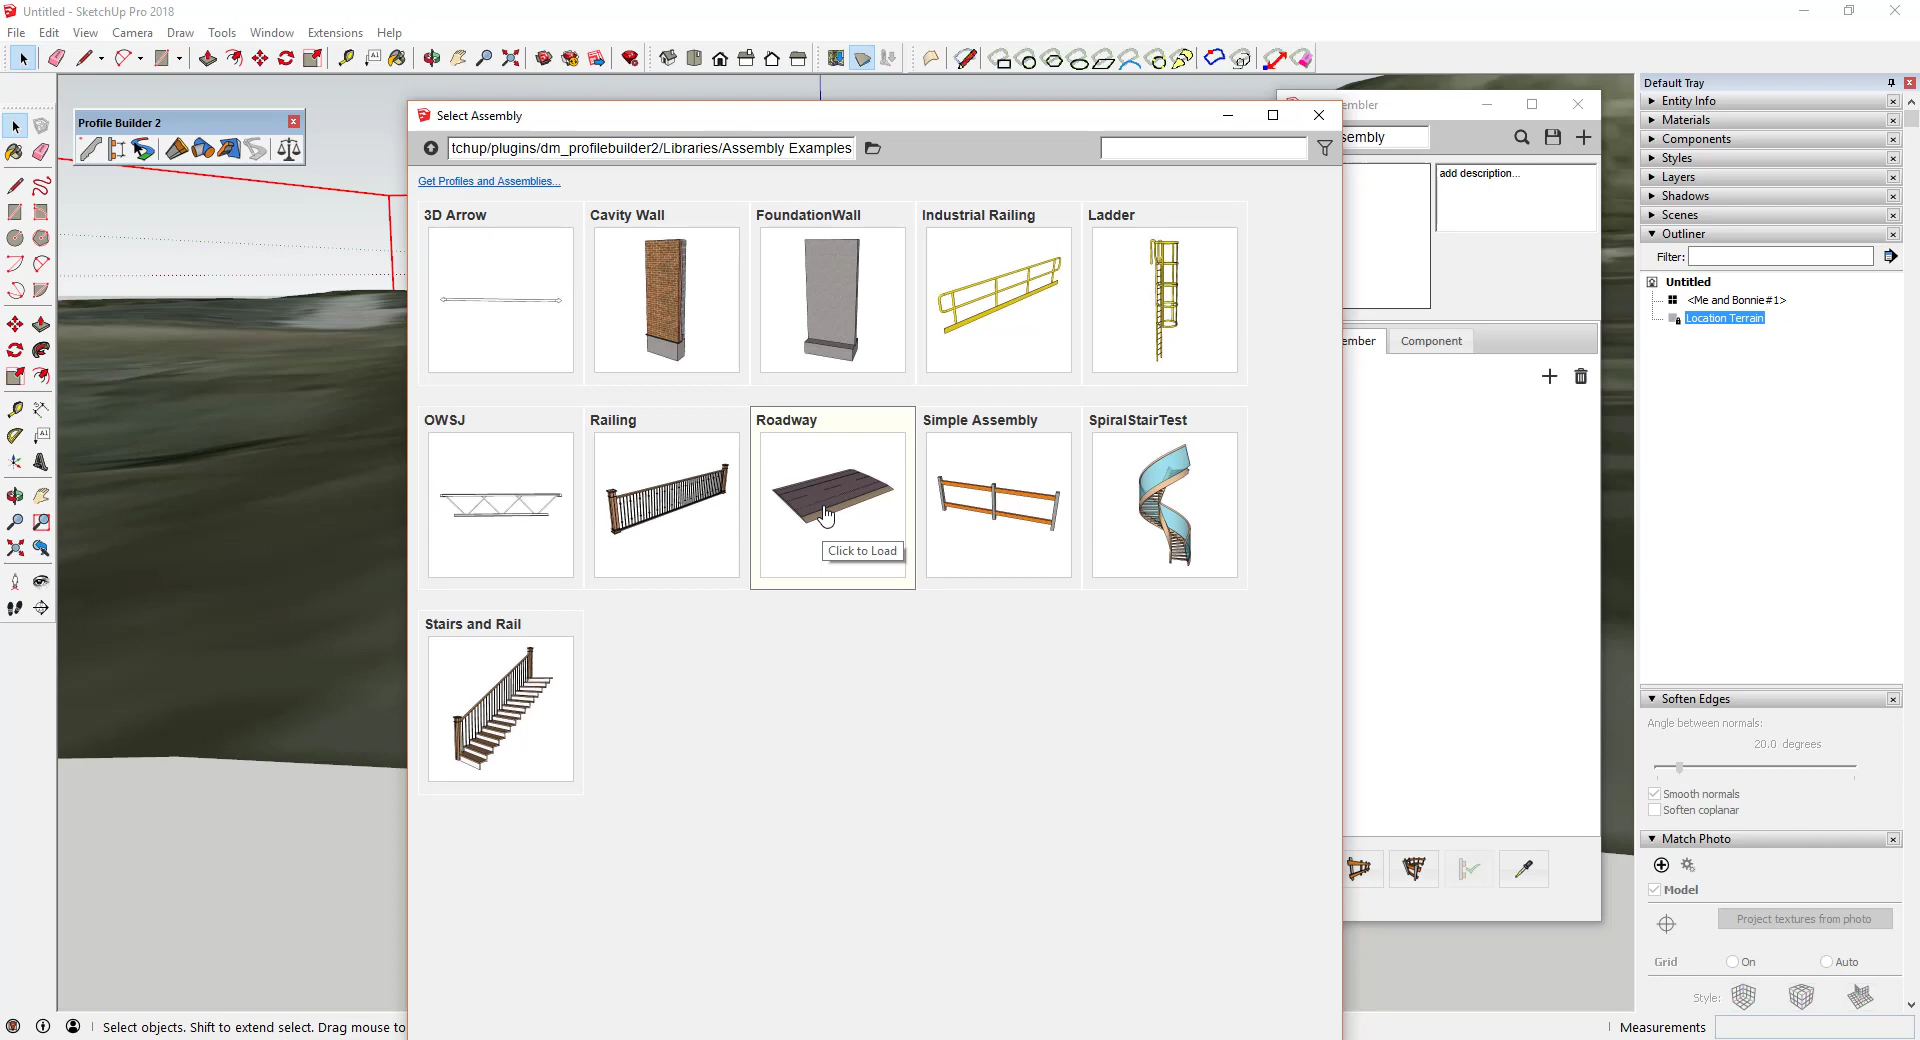 Untitled - SketchUp Pro 2018
File Edit View Camera Draw Tools Window Extensions Help
Profile Builder 2
Select Assembly
tchup/plugins/dm_profilebuilder2/Libraries/Assembly Examples
Get Profiles and Assemblies...
3D Arrow
Cavity Wall
FoundationWall
Industrial Railing
Ladder
OWSJ
Railing
Roadway
Simple Assembly
SpiralStairTest
Click to Load
Stairs and Rail
embler
sembly
add description...
ember
Component
Default Tray
Entity Info
Materials
Components
Styles
Layers
Shadows
Scenes
Outliner
Filter:
Untitled
<Me and Bonnie#1>
Location Terrain
Soften Edges
Angle between normals:
20.0 degrees
Smooth normals
Soften coplanar
Match Photo
Model
Project textures from photo
Grid On Auto
Style:
Select objects. Shift to extend select. Drag mouse to
Measurements